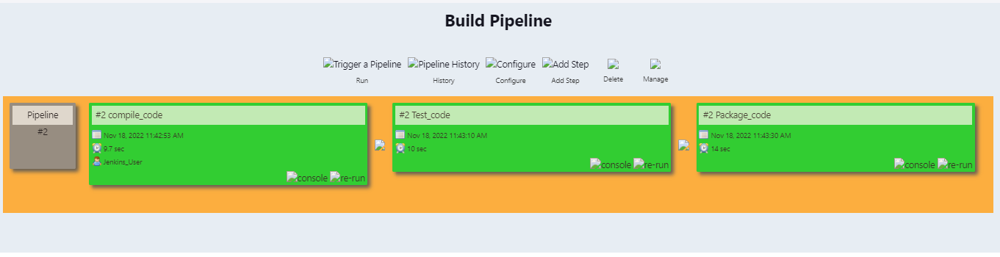 Build Pipeline
Trigger a Pipeline Pipeline History Configure Add Step
Run History Configure Add Step Delete Manage
Pipeline
#2
#2 compile_code
Nov 18, 2022 11:42:53 AM
9.7 sec
Jenkins_User
console re-run
#2 Test_code
Nov 18, 2022 11:43:10 AM
10 sec
console re-run
#2 Package_code
Nov 18, 2022 11:43:30 AM
14 sec
console re-run